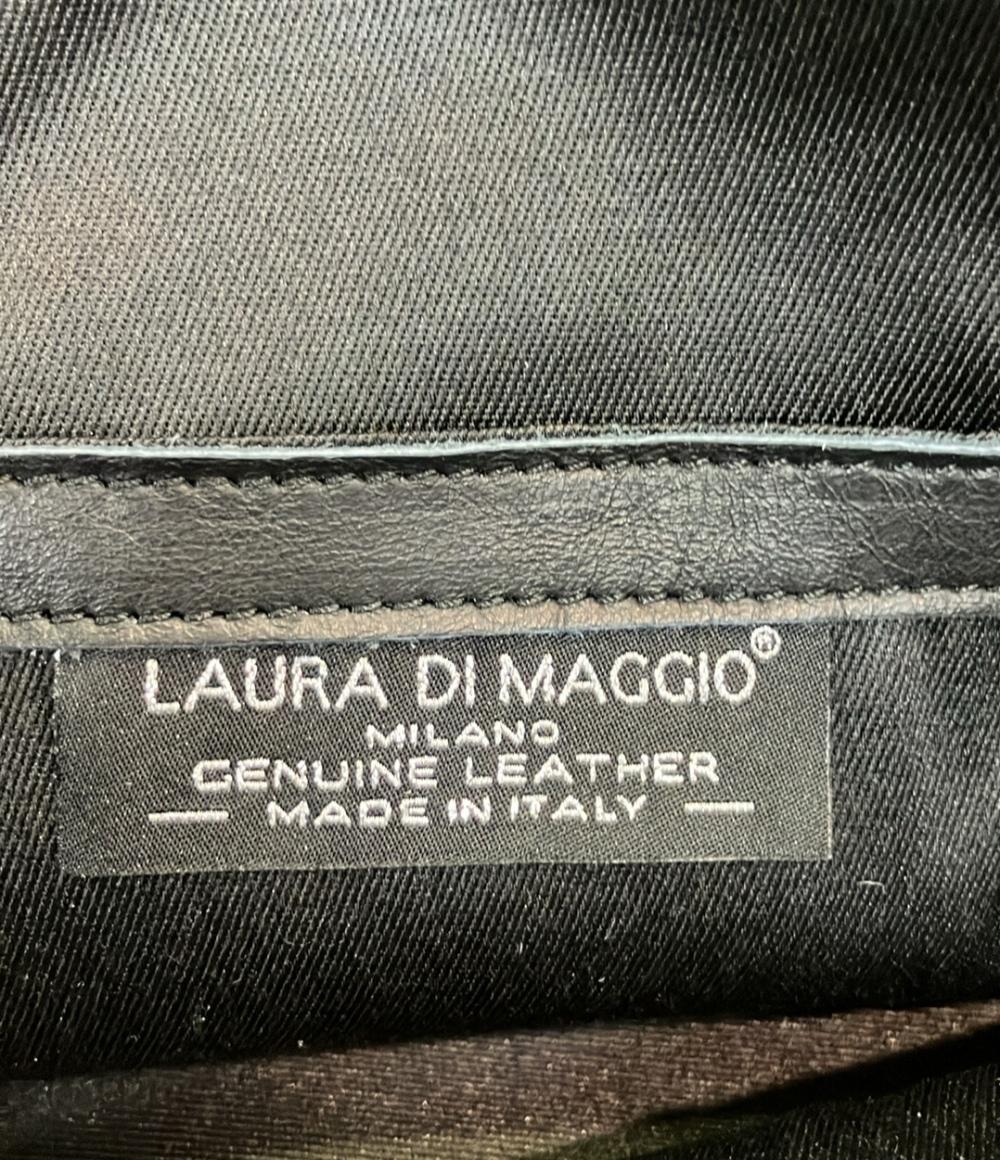 LAURA DI MAGGIO®
MILANO
GENUINE LEATHER
— MADE IN ITALY —